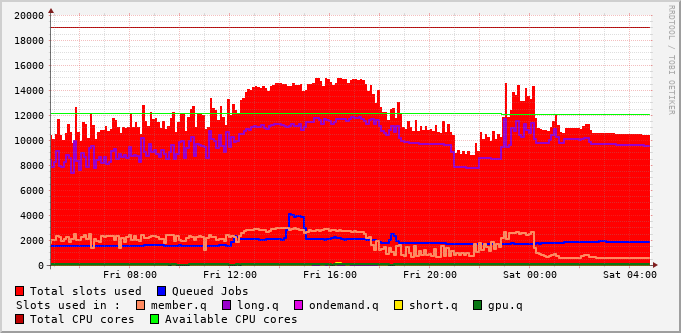 20000
18000
16000
14000
12000
10000
8000
6000
4000
2000
0
Fri 08:00 Fri 12:00 Fri 16:00 Fri 20:00 Sat 00:00 Sat 04:00
Total slots used Queued Jobs
Slots used in : member.q long.q ondemand.q short.q gpu.q
Total CPU cores Available CPU cores
RRDTOOL / TOBI OETIKER